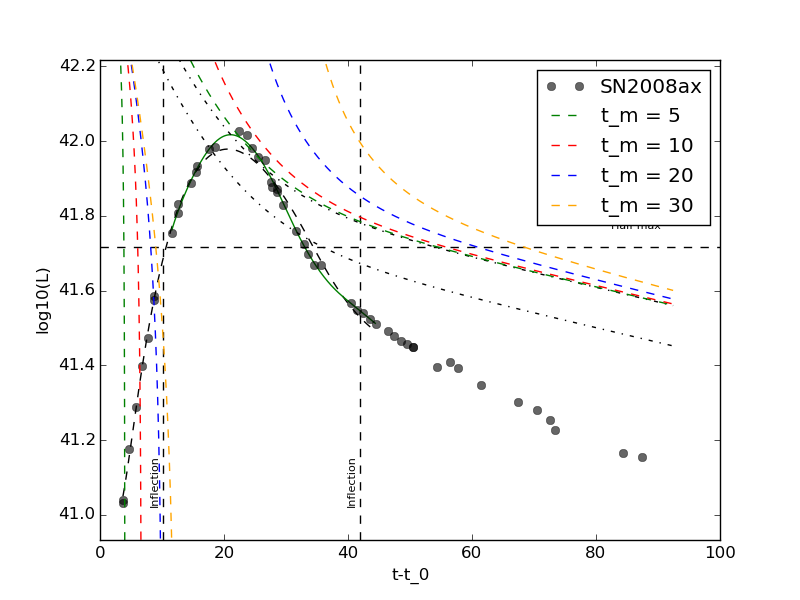 42.2
42.0
41.8
41.6
41.4
41.2
41.0
log10(L)
SN2008ax
t_m = 5
t_m = 10
t_m = 20
t_m = 30
Inflection
Inflection
0
20
40
60
80
100
t-t_0